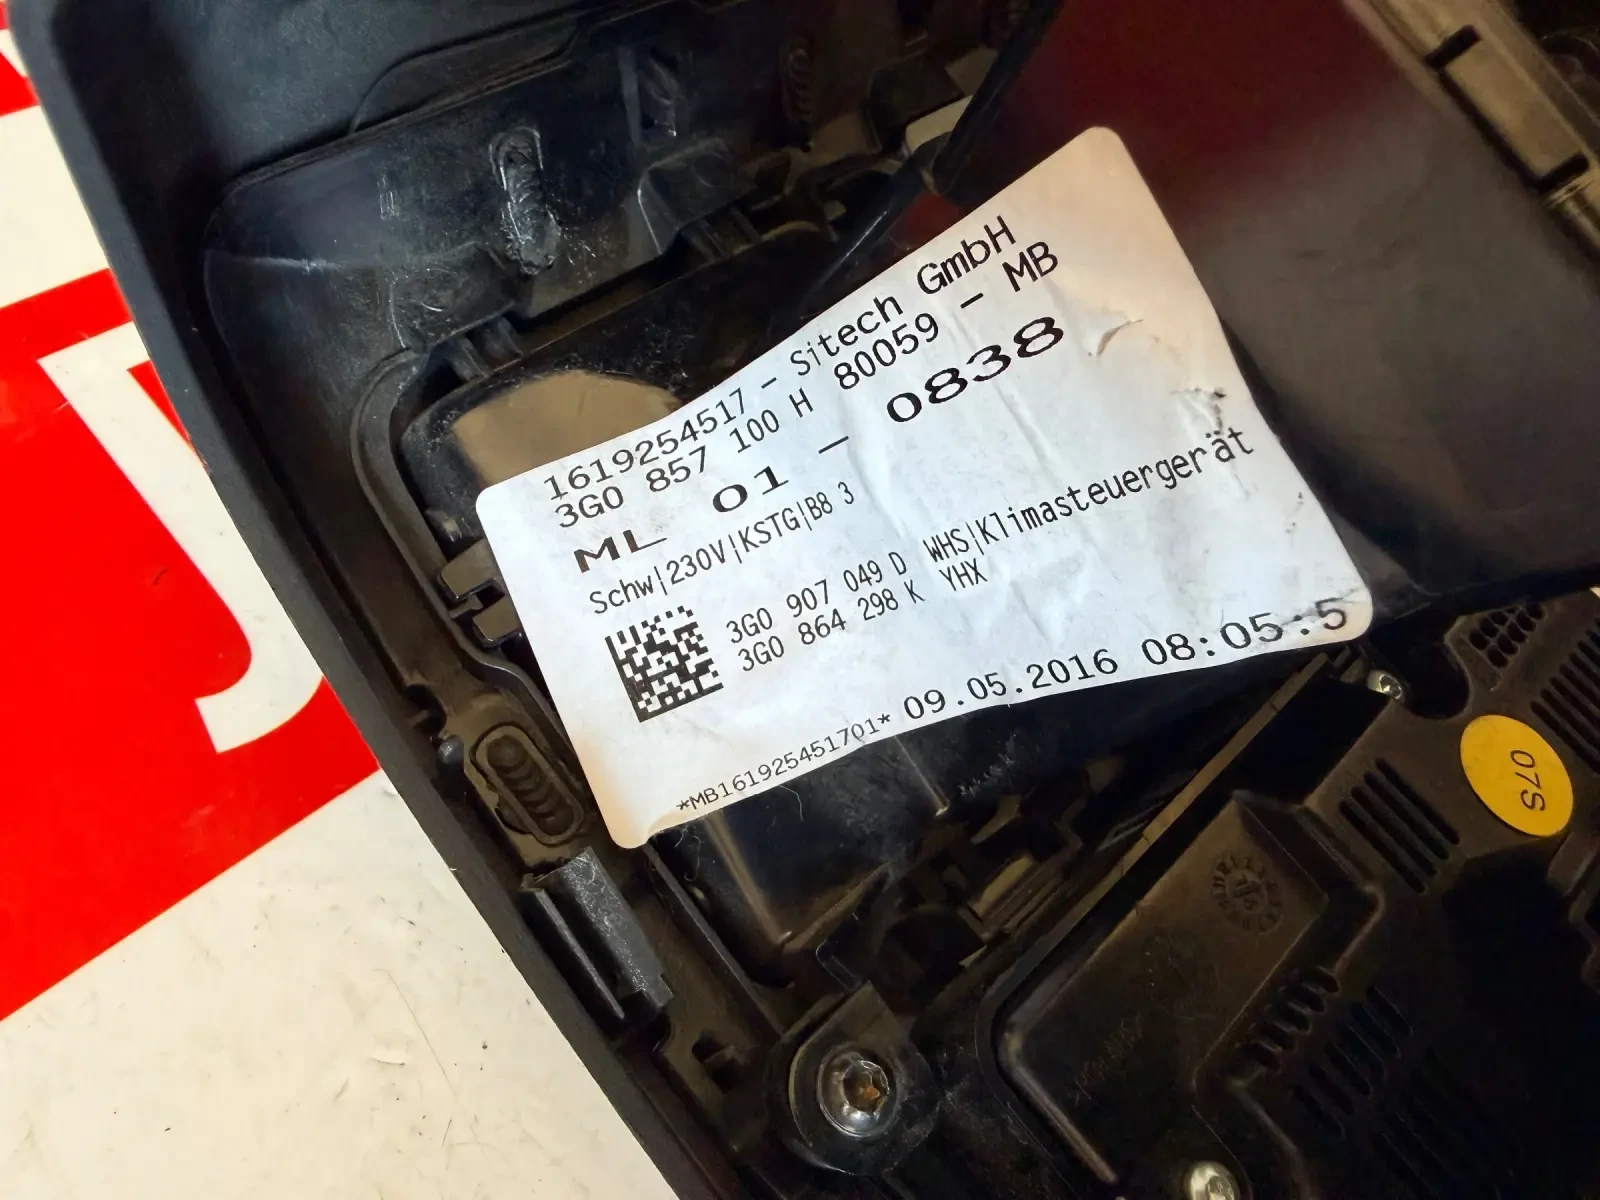 1619254517 - Sitech GmbH
3G0 857 100 H 80059 - MB
ML 01 - 0838
Schw|230V|KSTG|B8 3
3G0 907 049 D WHS|Klimasteuergerät
3G0 864 298 K YHX
*MB161925451701* 09.05.2016 08:05:5
07S